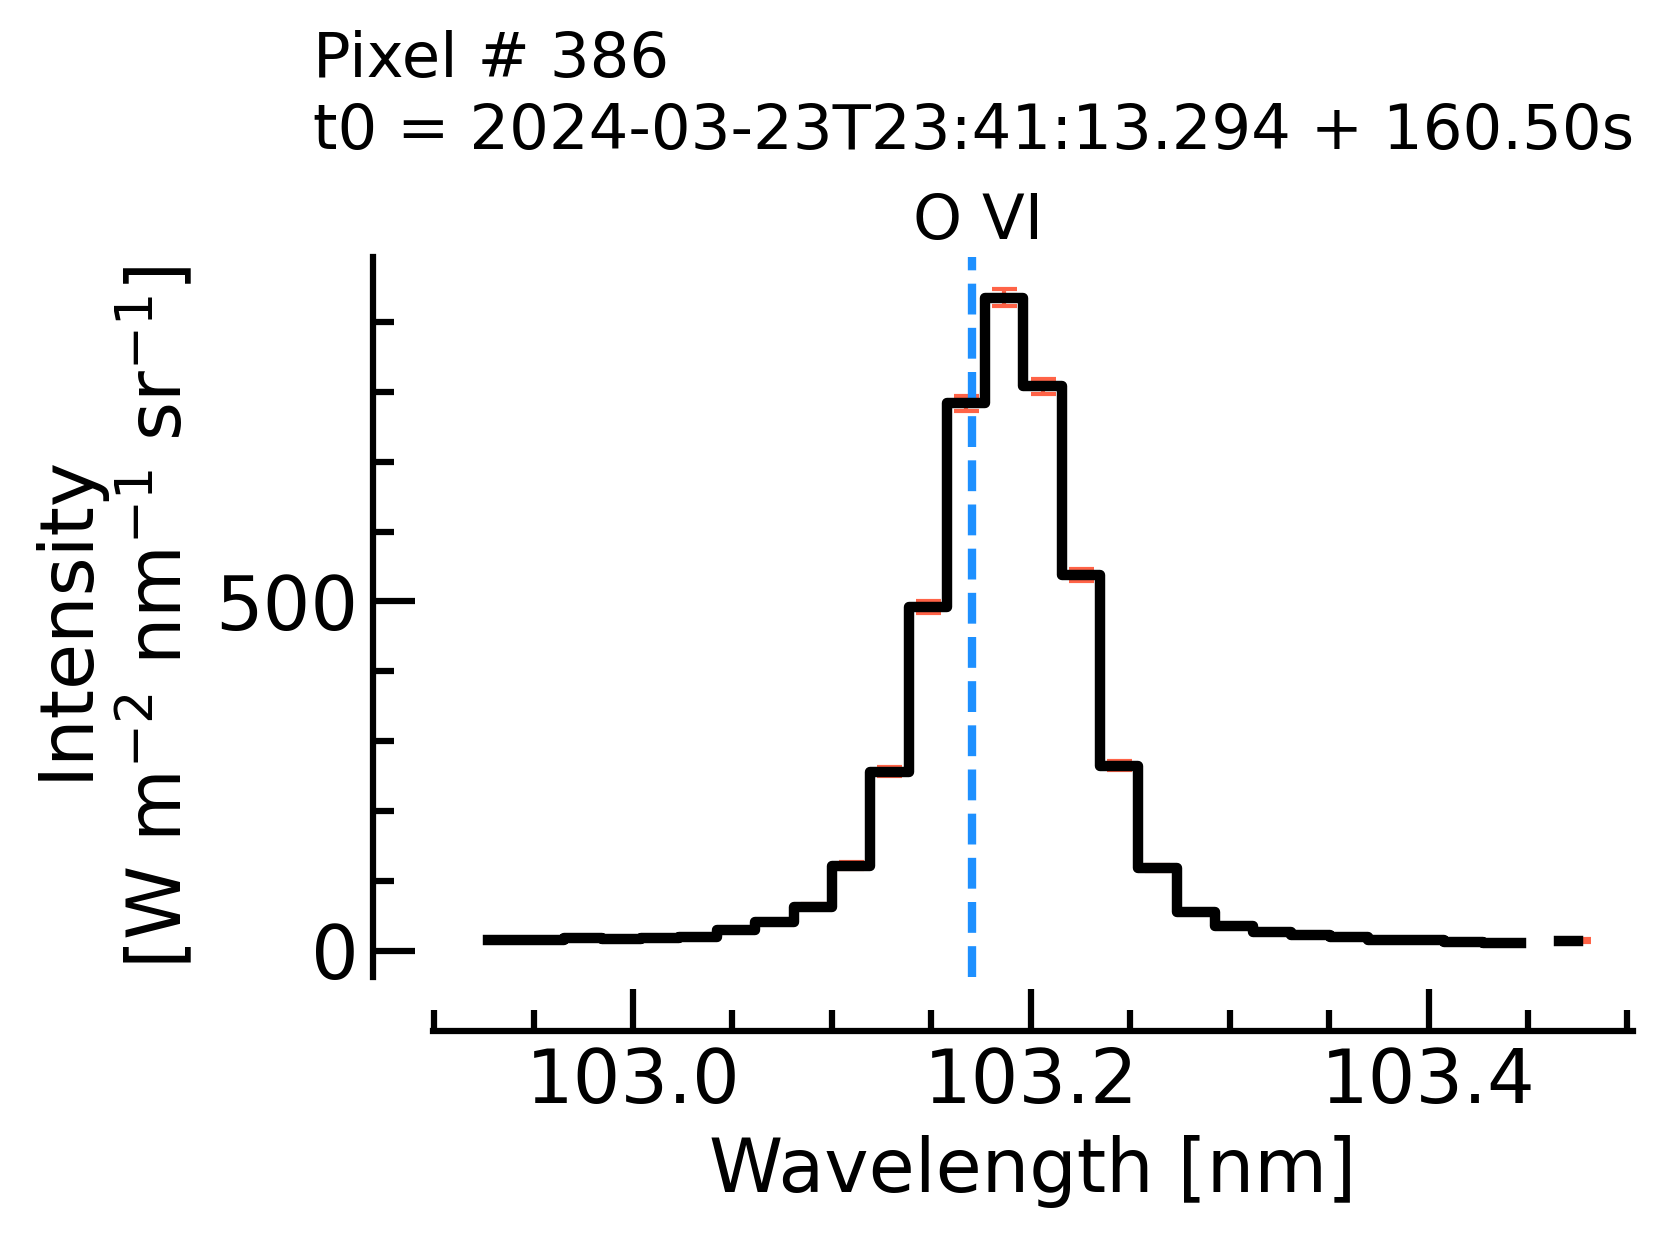 Pixel # 386
t0 = 2024-03-23T23:41:13.294 + 160.50s
O VI
Intensity
[W m⁻² nm⁻¹ sr⁻¹]
500
0
103.0 103.2 103.4
Wavelength [nm]